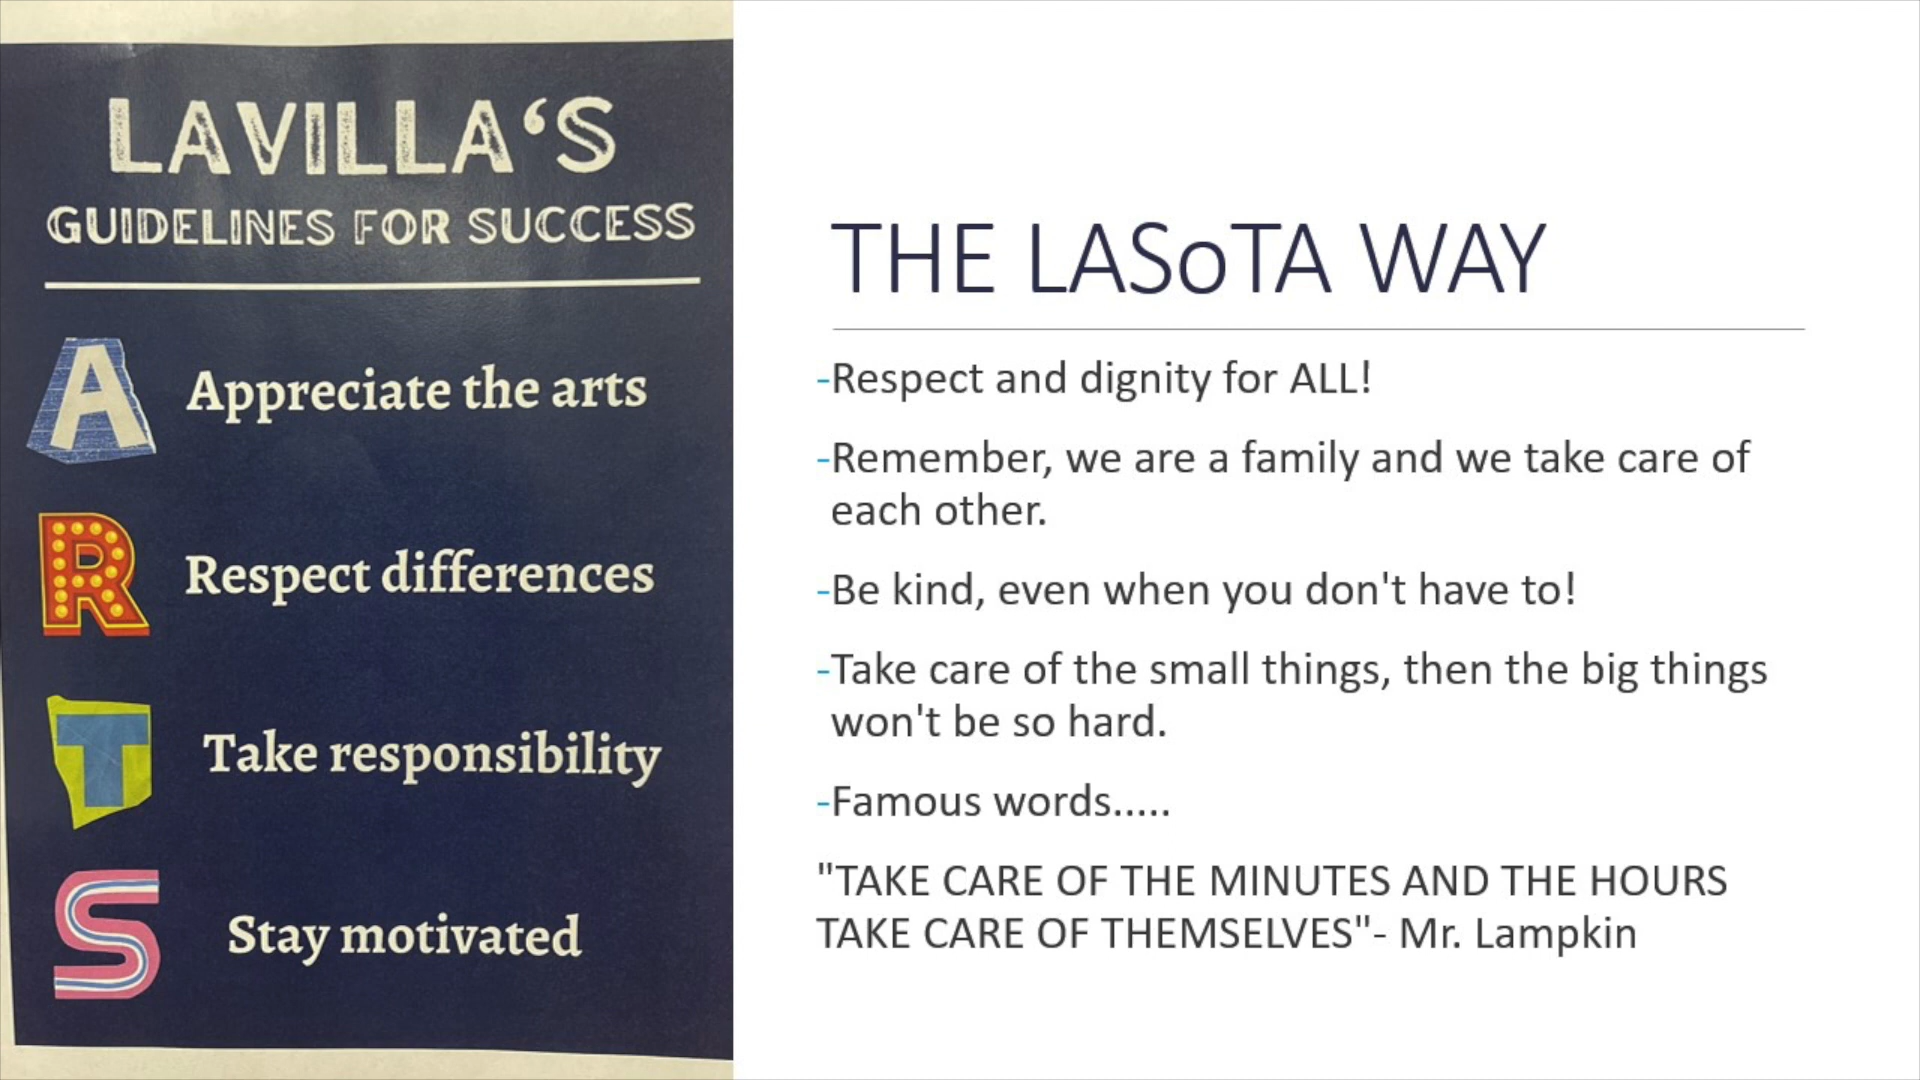 LAVILLA'S
GUIDELINES FOR SUCCESS
A Appreciate the arts
R Respect differences
T Take responsibility
S Stay motivated
THE LASoTA WAY
-Respect and dignity for ALL!
-Remember, we are a family and we take care of
each other.
-Be kind, even when you don't have to!
-Take care of the small things, then the big things
won't be so hard.
-Famous words.....
"TAKE CARE OF THE MINUTES AND THE HOURS
TAKE CARE OF THEMSELVES"- Mr. Lampkin